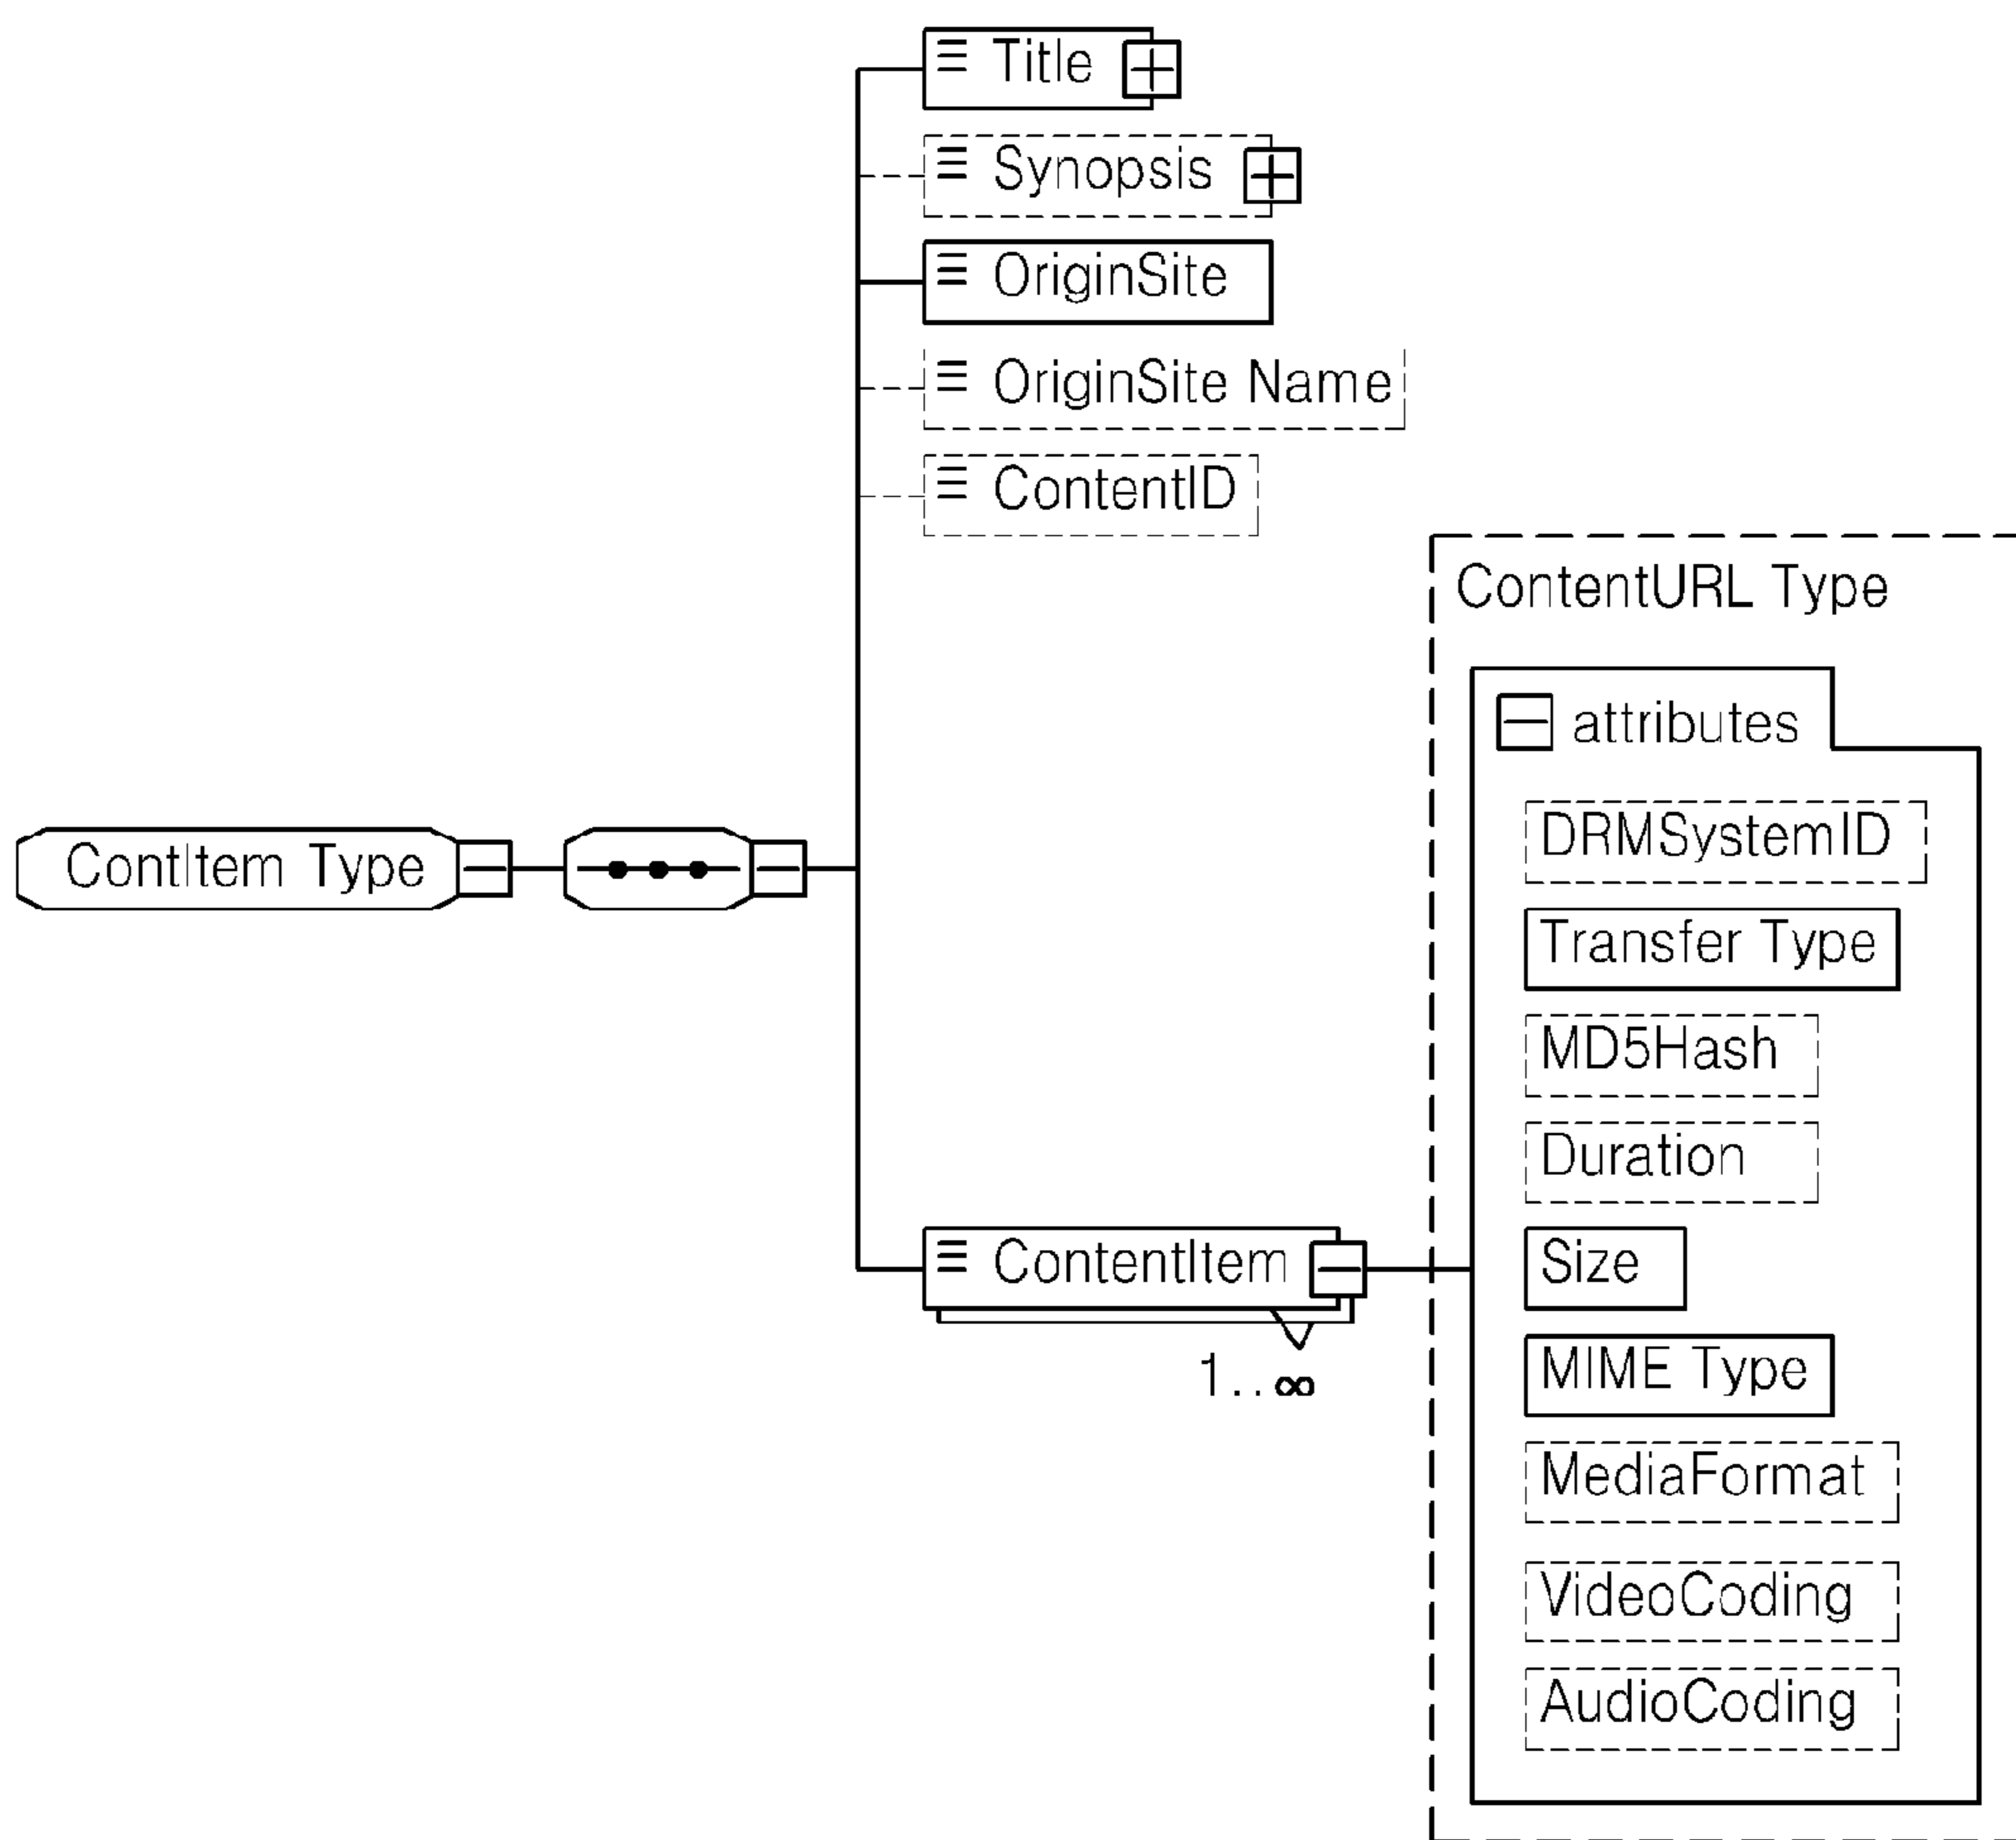 Title
Synopsis
OriginSite
OriginSite Name
ContentID
ContentURL Type
attributes
DRMSystemID
ContItem Type
Transfer Type
MD5Hash
Duration
ContentItem
Size
1..∞
MIME Type
MediaFormat
VideoCoding
AudioCoding